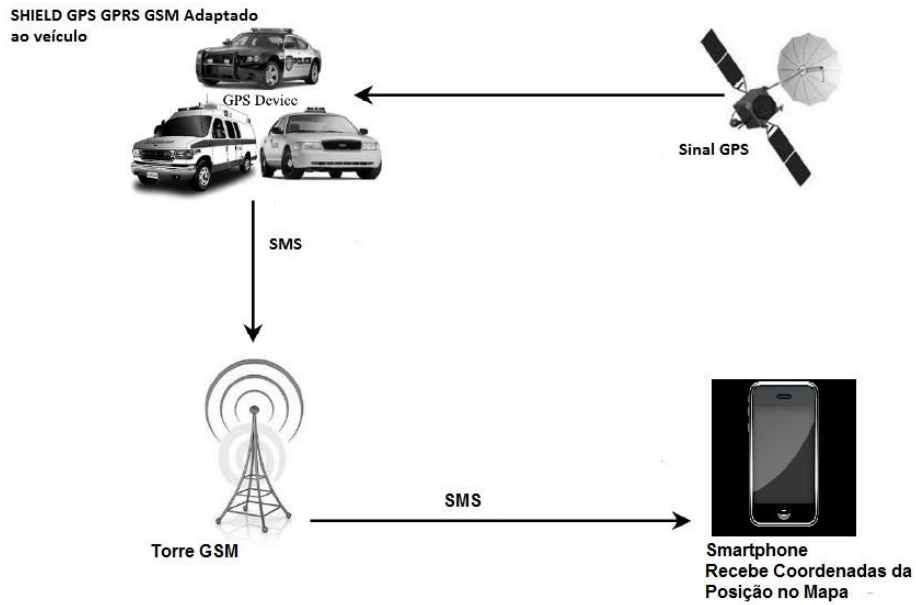 SHIELD GPS GPRS GSM Adaptado
ao veículo
POLICE
GPS Device
Sinal GPS
SMS
SMS
Torre GSM
Smartphone
Recebe Coordenadas da
Posição no Mapa